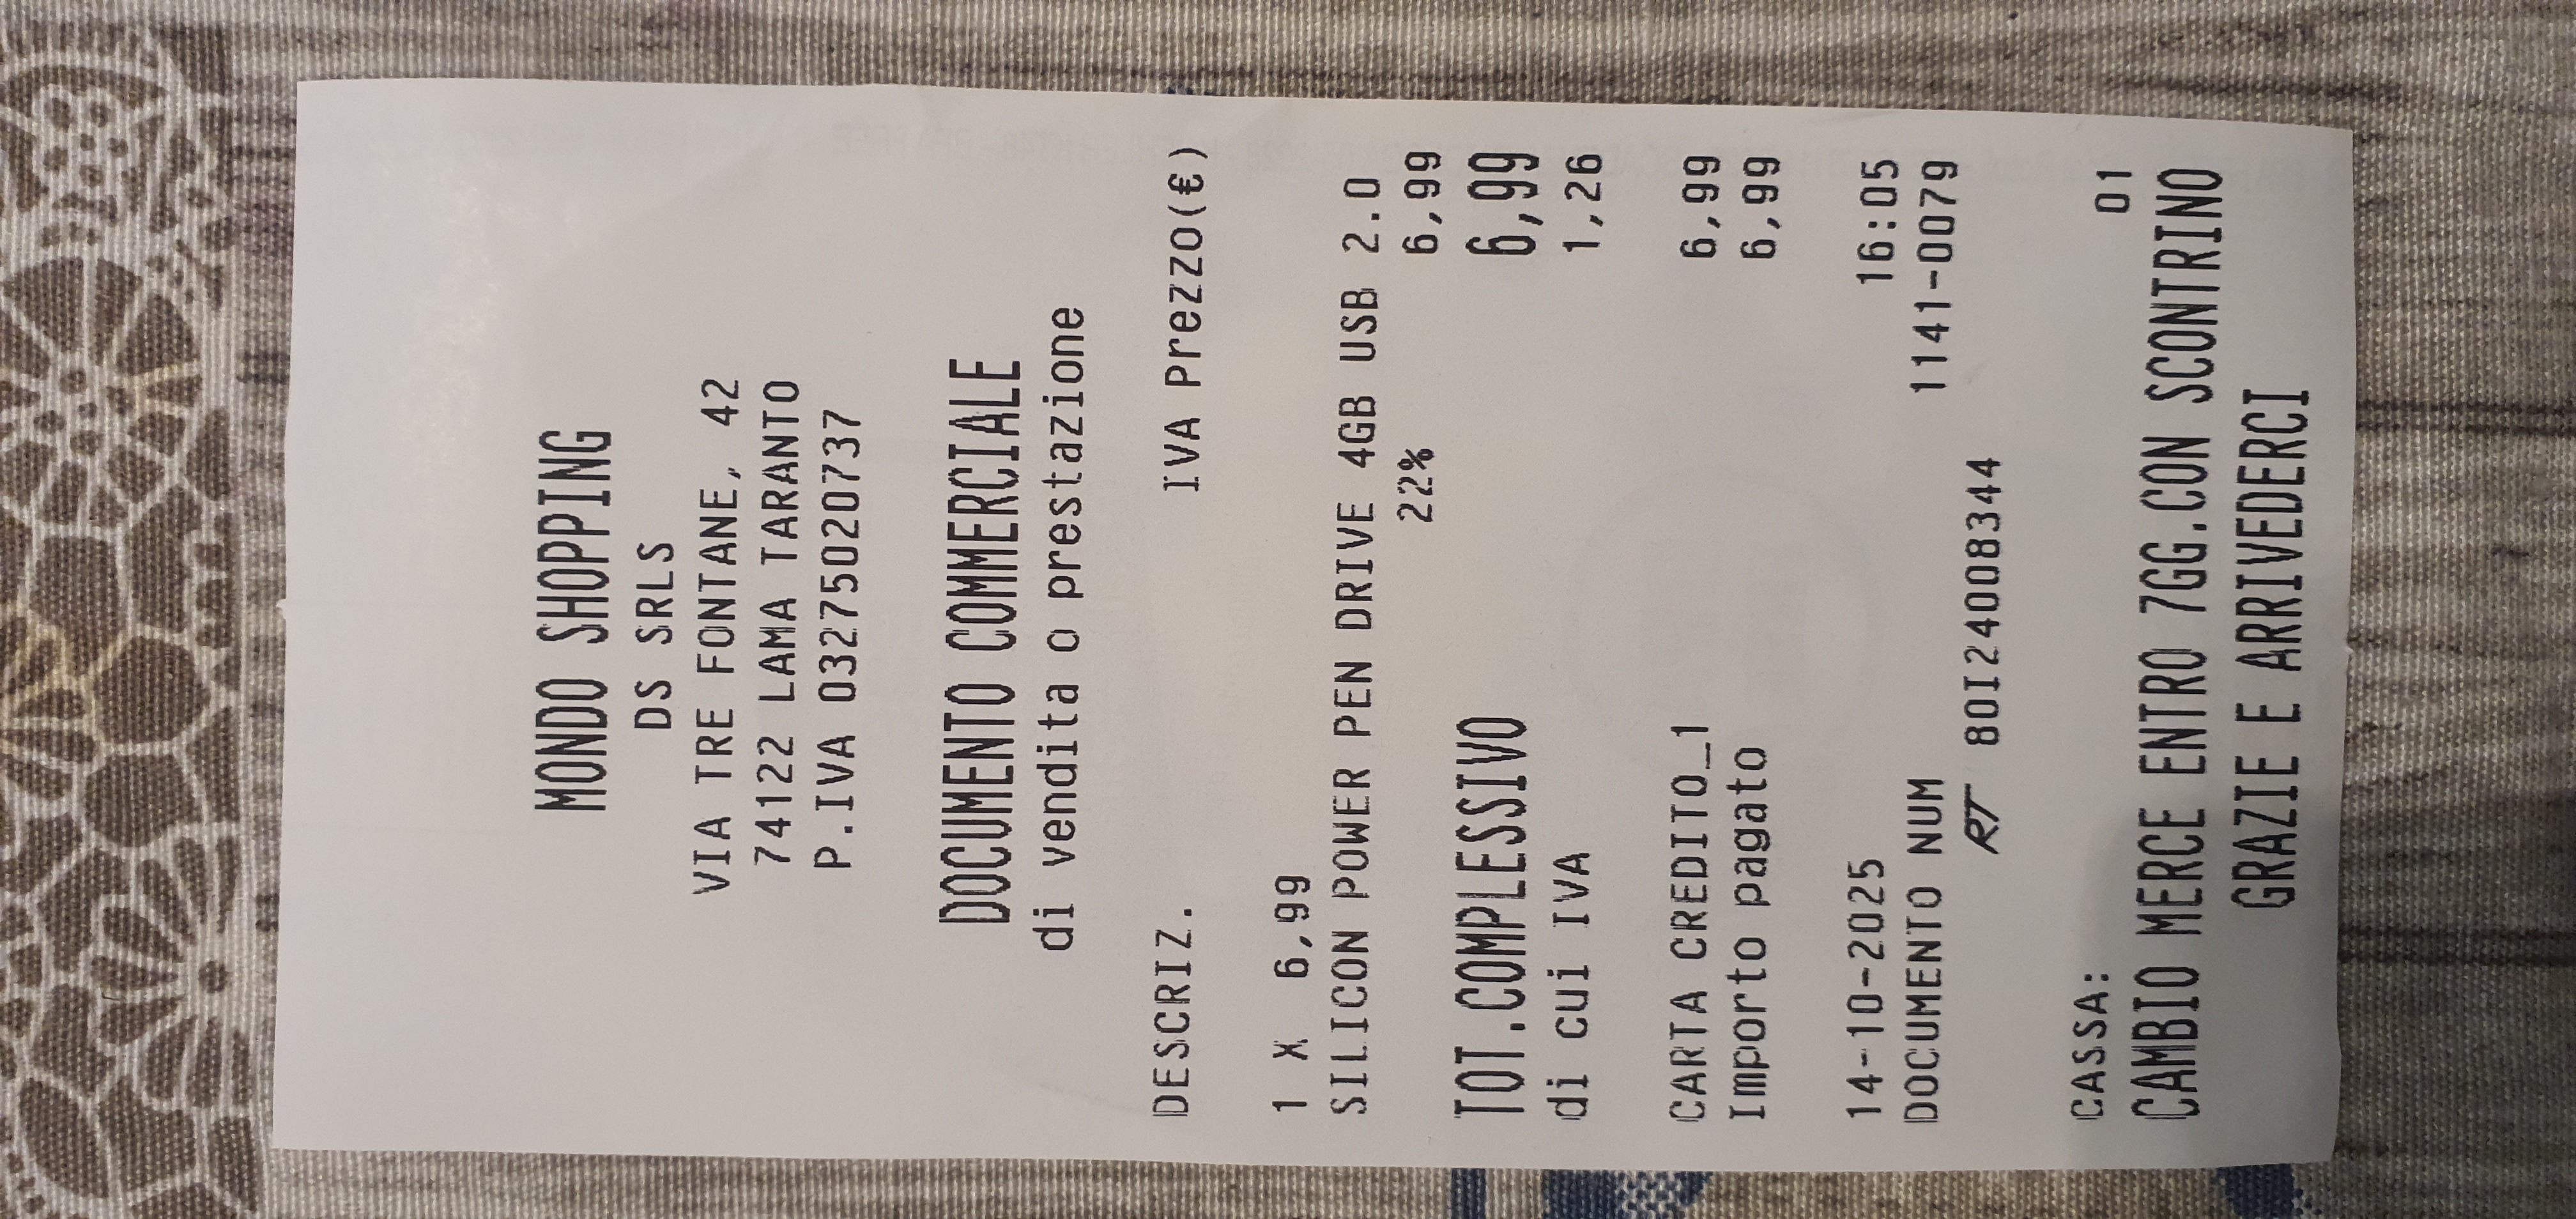 MONDO SHOPPING
DS SRLS
VIA TRE FONTANE, 42
74122 LAMA TARANTO
P.IVA 03275020737
DOCUMENTO COMMERCIALE
di vendita o prestazione
DESCRIZ. IVA Prezzo(€)
1 X 6,99
SILICON POWER PEN DRIVE 4GB USB 2.0
22% 6,99
TOT.COMPLESSIVO 6,99
di cui IVA 1,26
CARTA CREDITO_1 6,99
Importo pagato 6,99
14-10-2025 16:05
DOCUMENTO NUM 1141-0079
RT 80I24008344
CASSA: 01
CAMBIO MERCE ENTRO 7GG.CON SCONTRINO
GRAZIE E ARRIVEDERCI